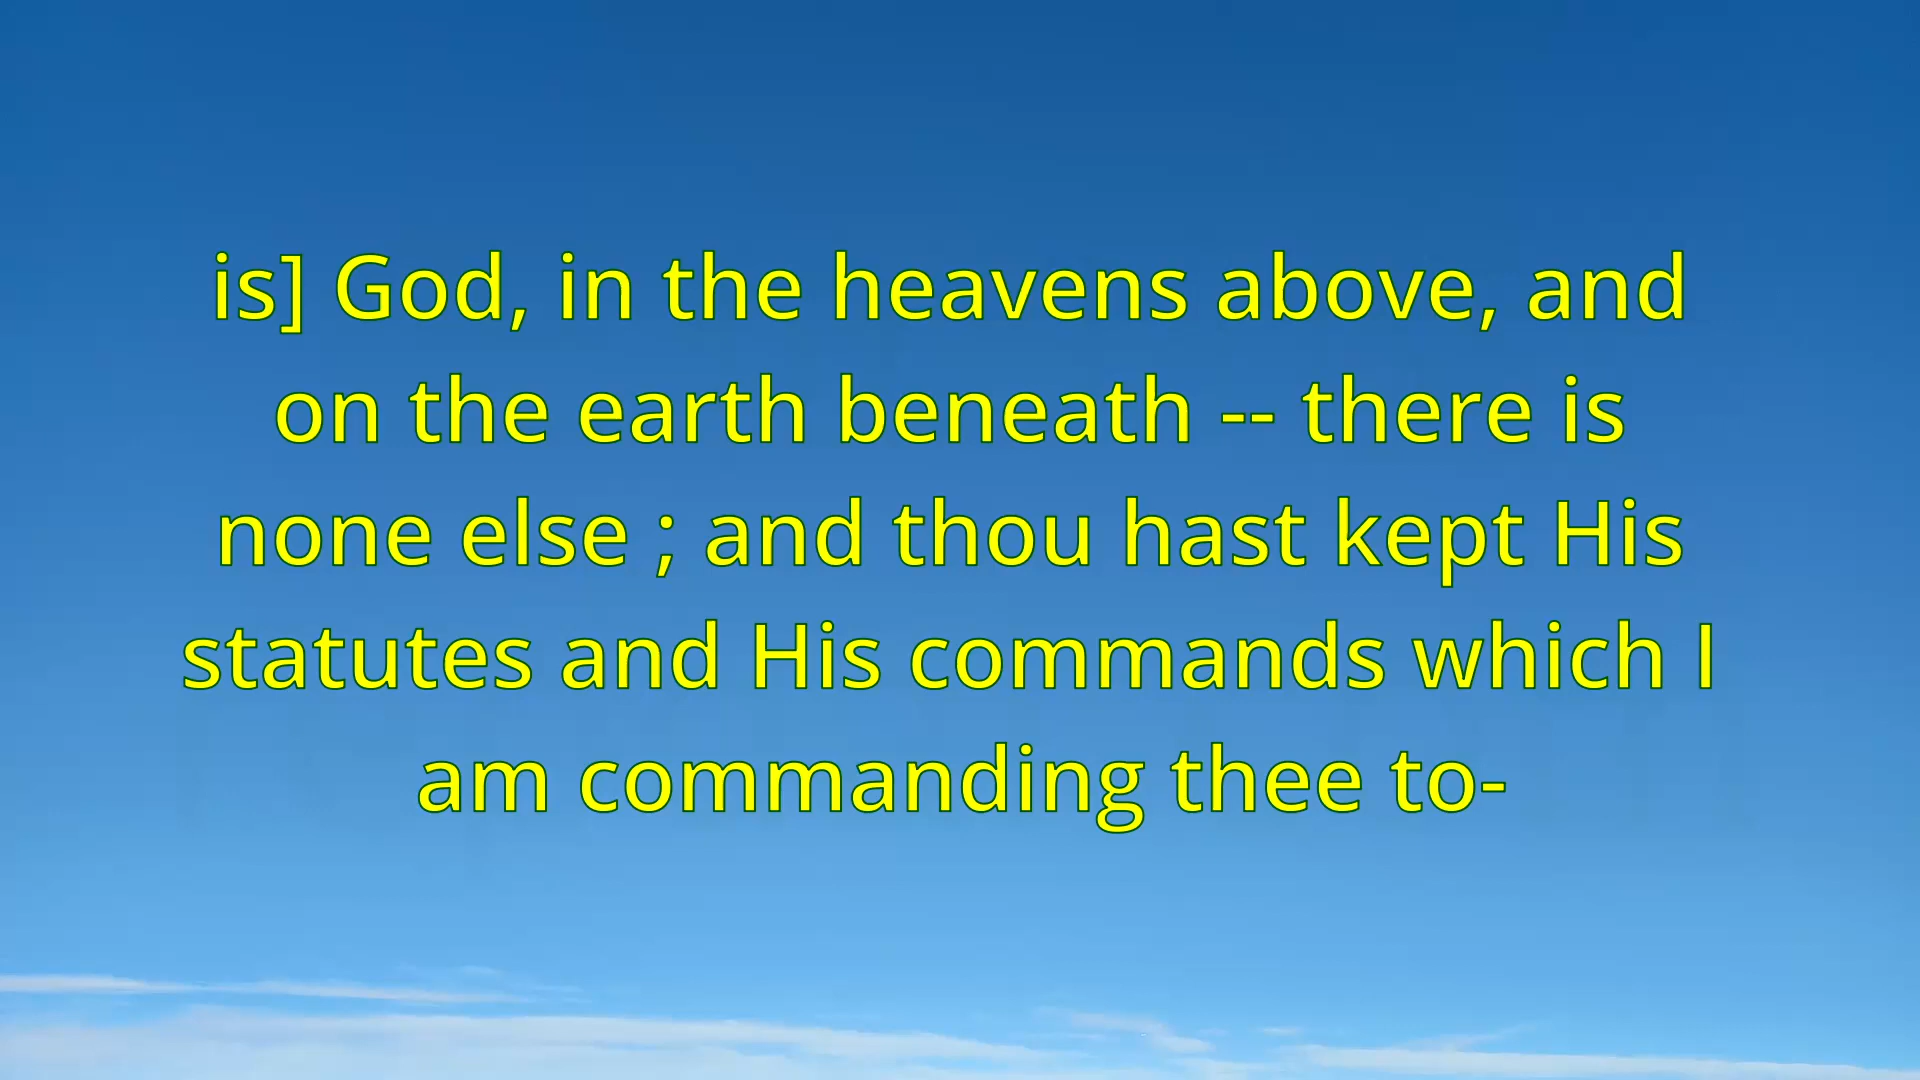 is] God, in the heavens above, and
on the earth beneath -- there is
none else ; and thou hast kept His
statutes and His commands which I
am commanding thee to-